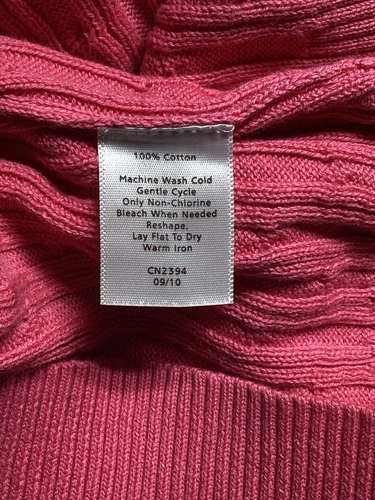 100% Cotton
Machine Wash Cold
Gentle Cycle
Only Non-Chlorine
Bleach When Needed
Reshape,
Lay Flat To Dry
Warm Iron
CN2394
09/10